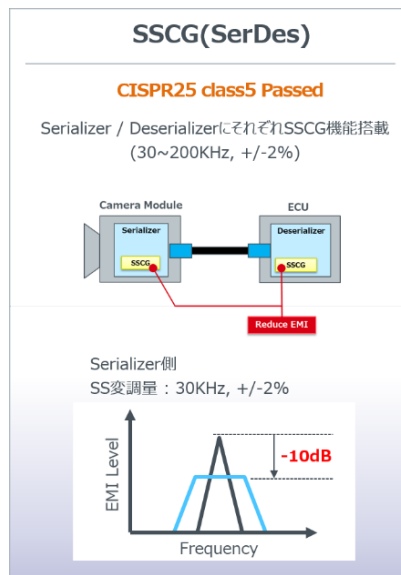 SSCG(SerDes)
CISPR25 class5 Passed
Serializer / DeserializerにそれぞれSSCG機能搭載
(30~200KHz, +/-2%)
Camera Module
ECU
Serializer
Deserializer
SSCG
SSCG
Reduce EMI
Serializer側
SS変調量 : 30KHz, +/-2%
-10dB
EMI Level
Frequency